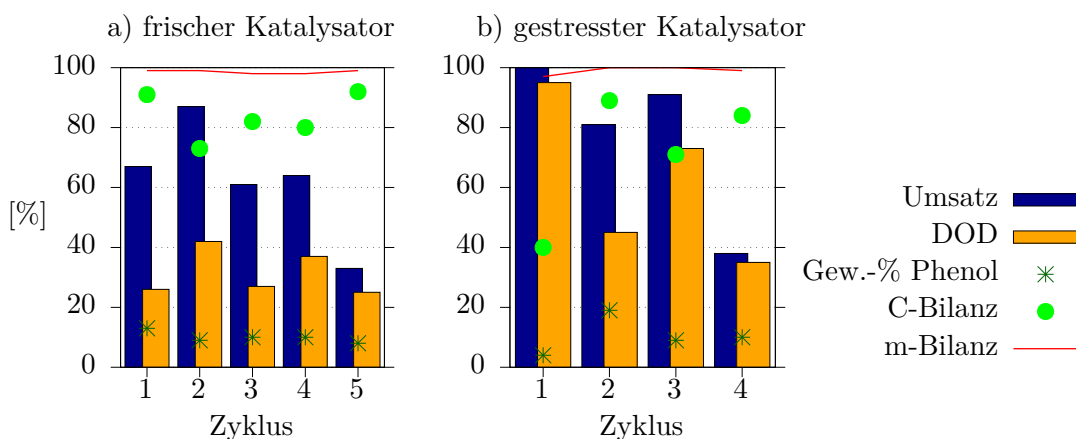 a) frischer Katalysator
b) gestresster Katalysator
[%]
100
80
60
40
20
0
1 2 3 4 5
Zyklus
100
80
60
40
20
0
1 2 3 4
Zyklus
Umsatz
DOD
Gew.-% Phenol
C-Bilanz
m-Bilanz